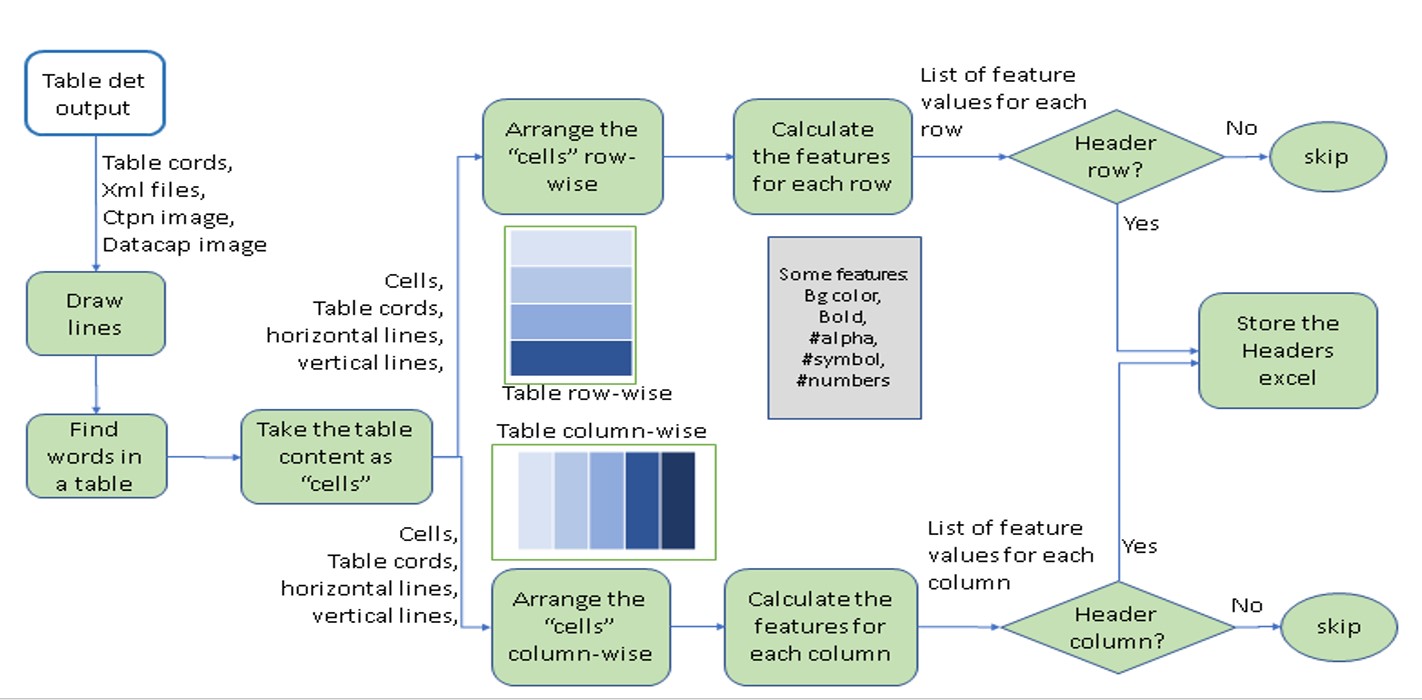 Table det
output
Table cords,
Xml files,
Ctpn image,
Datacap image
Draw
lines
Find
words in
a table
Take the table
content as
“cells”
Cells,
Table cords,
horizontal lines,
vertical lines,
Arrange the
“cells” row-
wise
Calculate
the features
for each row
List of feature
values for each
row
Header
row?
No
skip
Yes
Table row-wise
Some features
Bg color,
Bold,
#alpha,
#symbol,
#numbers
Store the
Headers
excel
Table column-wise
Cells,
Table cords,
horizontal lines,
vertical lines,
Arrange the
“cells”
column-wise
Calculate the
features for
each column
List of feature
values for each
column
Yes
Header
column?
No
skip